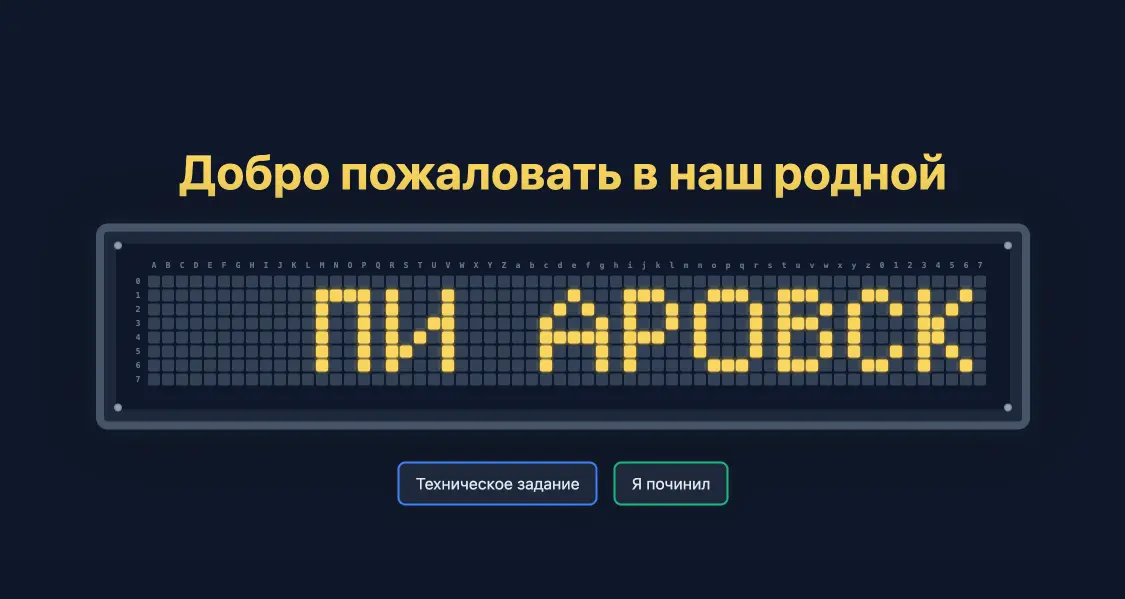 Добро пожаловать в наш родной
A B C D E F G H I J K L M N O P Q R S T U V W X Y Z a b c d e f g h i j k l m n o p q r s t u v w x y z 0 1 2 3 4 5 6 7
0
1
2
3
4
5
6
7
ПИ АРОВСК
Техническое задание
Я починил